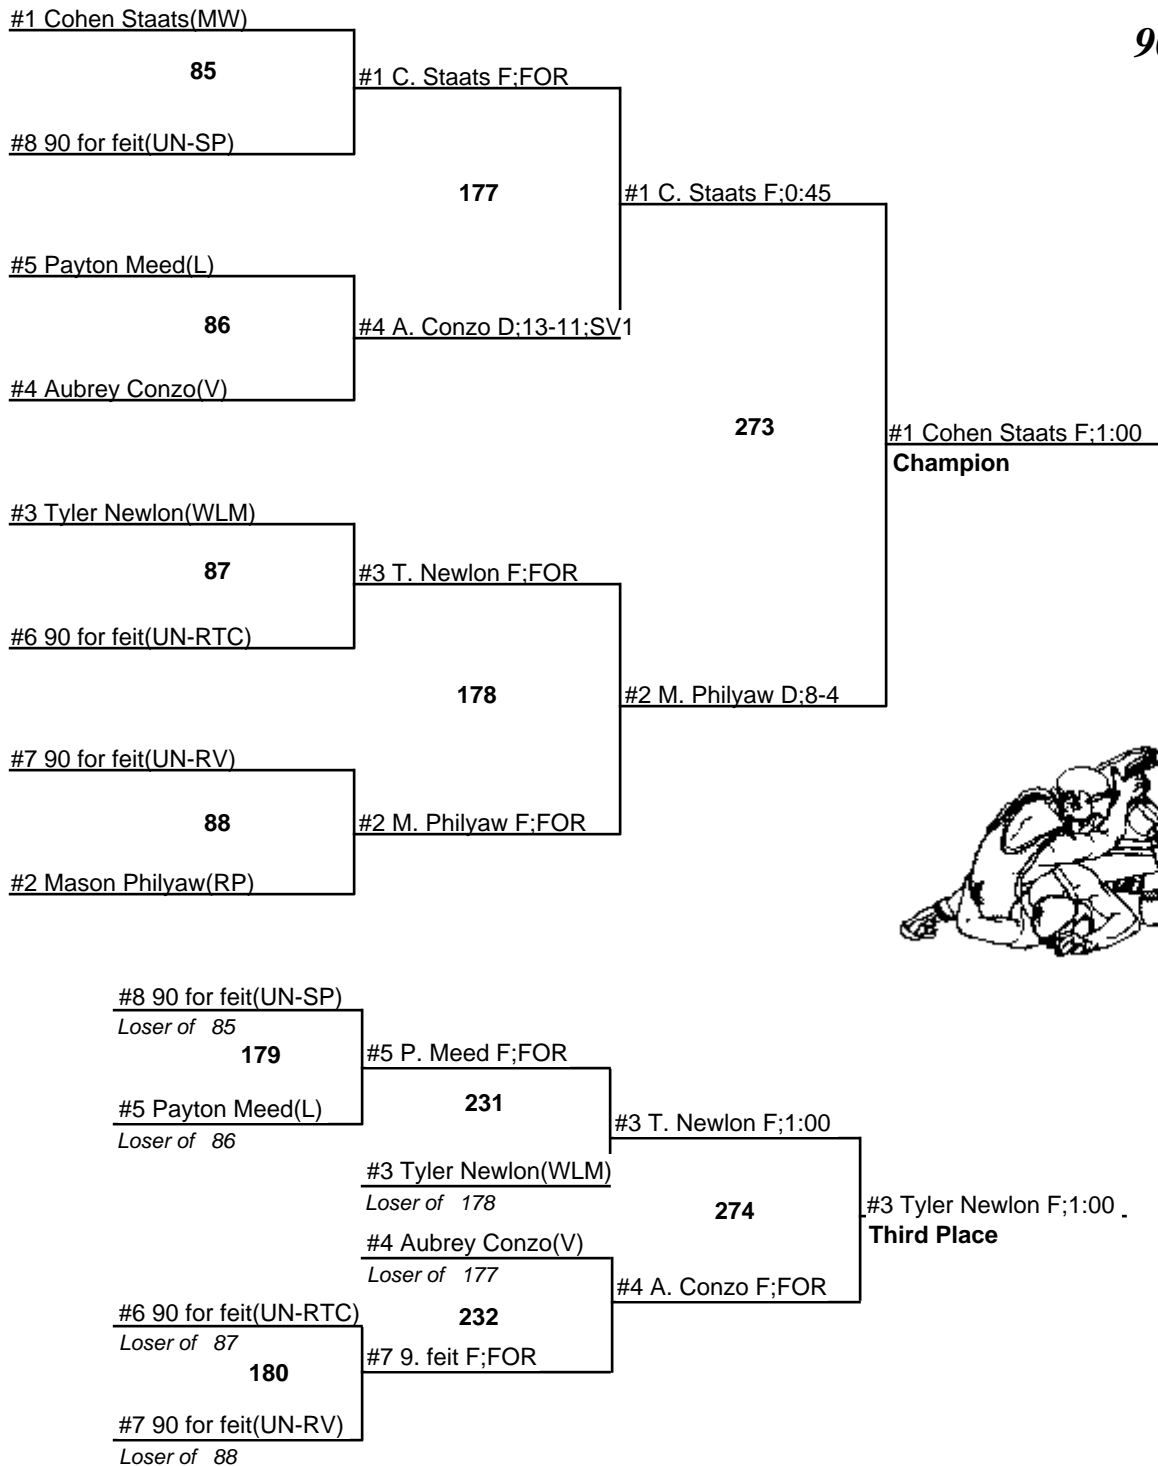 #1 Cohen Staats(MW)
85
#1 C. Staats F;FOR
#8 90 for feit(UN-SP)
177
#1 C. Staats F;0:45
#5 Payton Meed(L)
86
#4 A. Conzo D;13-11;SV1
#4 Aubrey Conzo(V)
273
#1 Cohen Staats F;1:00
Champion
#3 Tyler Newlon(WLM)
87
#3 T. Newlon F;FOR
#6 90 for feit(UN-RTC)
178
#2 M. Philyaw D;8-4
#7 90 for feit(UN-RV)
88
#2 M. Philyaw F;FOR
#2 Mason Philyaw(RP)
#8 90 for feit(UN-SP)
Loser of 85
179
#5 P. Meed F;FOR
#5 Payton Meed(L)
Loser of 86
231
#3 T. Newlon F;1:00
#3 Tyler Newlon(WLM)
Loser of 178
274
#3 Tyler Newlon F;1:00
Third Place
#4 Aubrey Conzo(V)
Loser of 177
#4 A. Conzo F;FOR
232
#6 90 for feit(UN-RTC)
Loser of 87
180
#7 9. feit F;FOR
#7 90 for feit(UN-RV)
Loser of 88